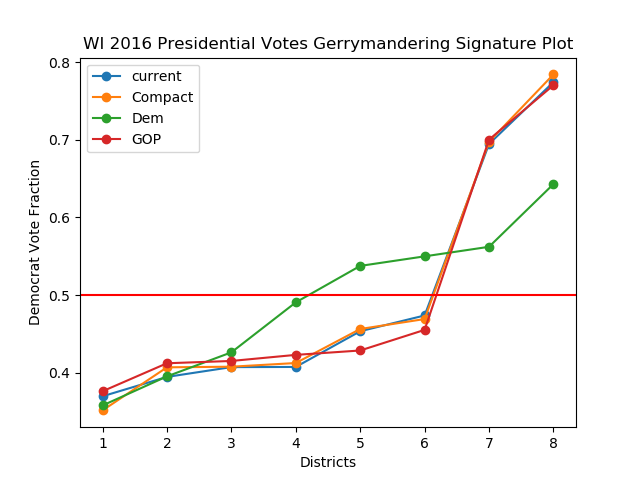 WI 2016 Presidential Votes Gerrymandering Signature Plot
current
Compact
Dem
GOP
Democrat Vote Fraction
0.8
0.7
0.6
0.5
0.4
1 2 3 4 5 6 7 8
Districts